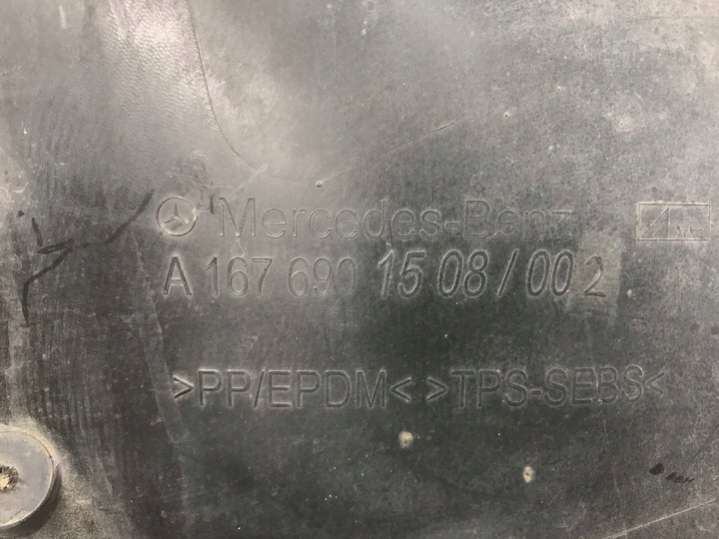 Mercedes-Benz
A 167 690 15 08 / 00 2
>PP/EPDM< >TPS-SEBS<